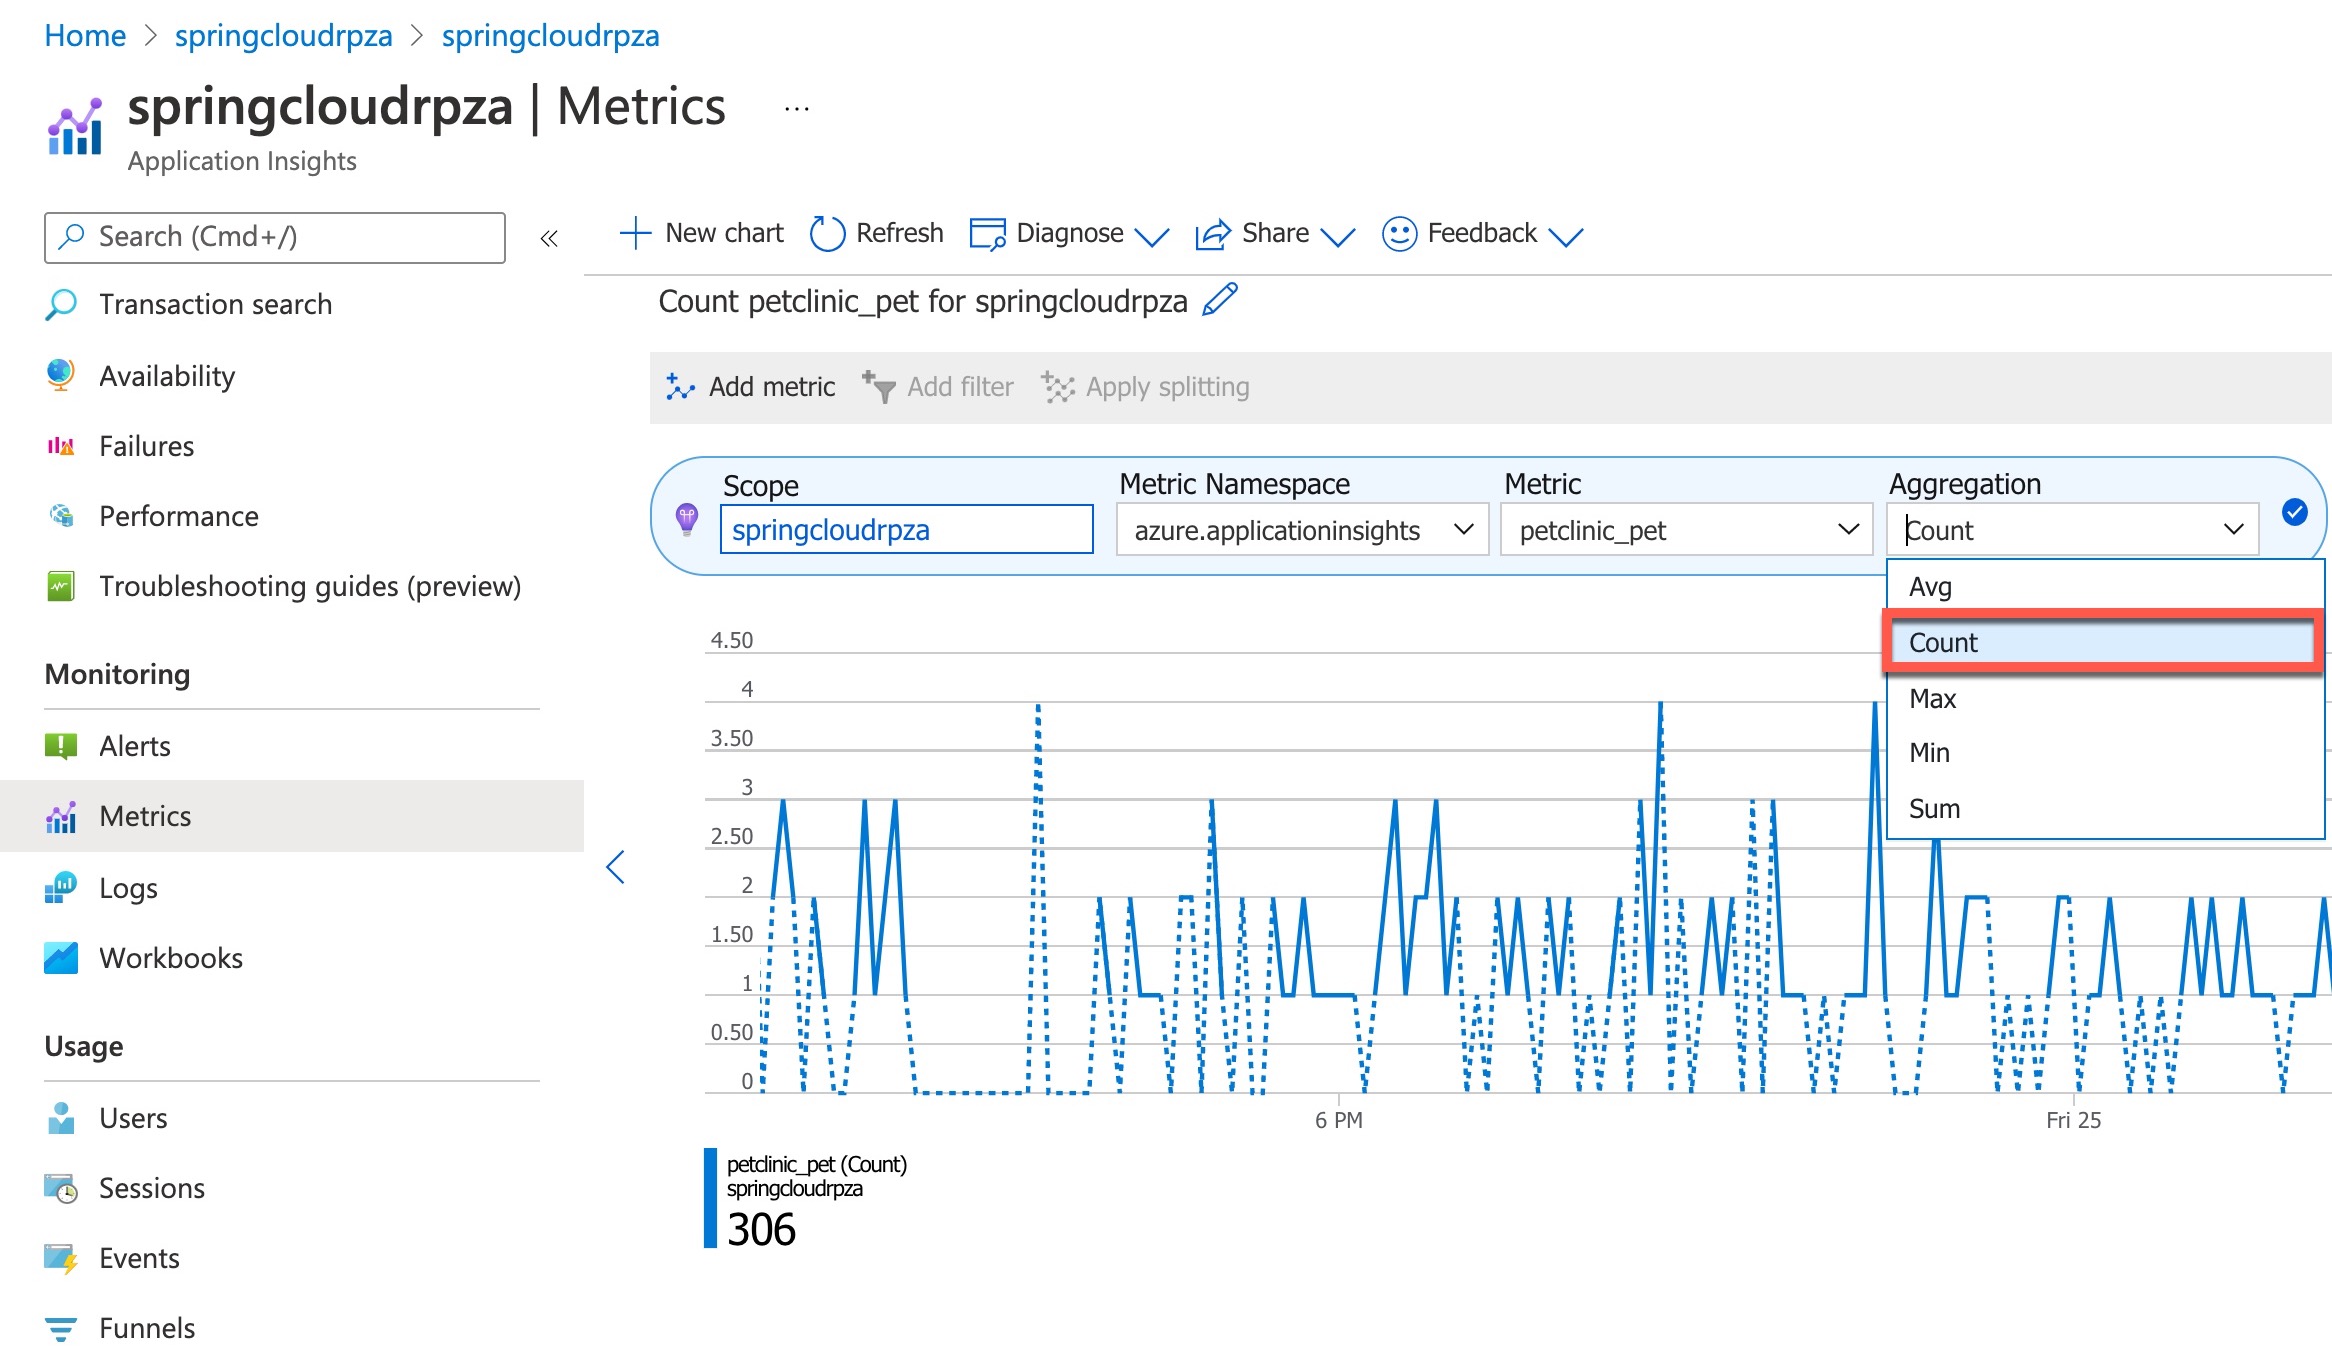 Home > springcloudrpza > springcloudrpza
springcloudrpza | Metrics ...
Application Insights
Search (Cmd+/)
«
Transaction search
Availability
Failures
Performance
Troubleshooting guides (preview)
Monitoring
Alerts
Metrics
Logs
Workbooks
Usage
Users
Sessions
Events
Funnels
New chart Refresh Diagnose Share Feedback
Count petclinic_pet for springcloudrpza
Add metric Add filter Apply splitting
Scope Metric Namespace Metric Aggregation
springcloudrpza azure.applicationinsights petclinic_pet Count
Avg
Count
Max
Min
Sum
4.50
4
3.50
3
2.50
2
1.50
1
0.50
0
6 PM Fri 25
petclinic_pet (Count)
springcloudrpza
306